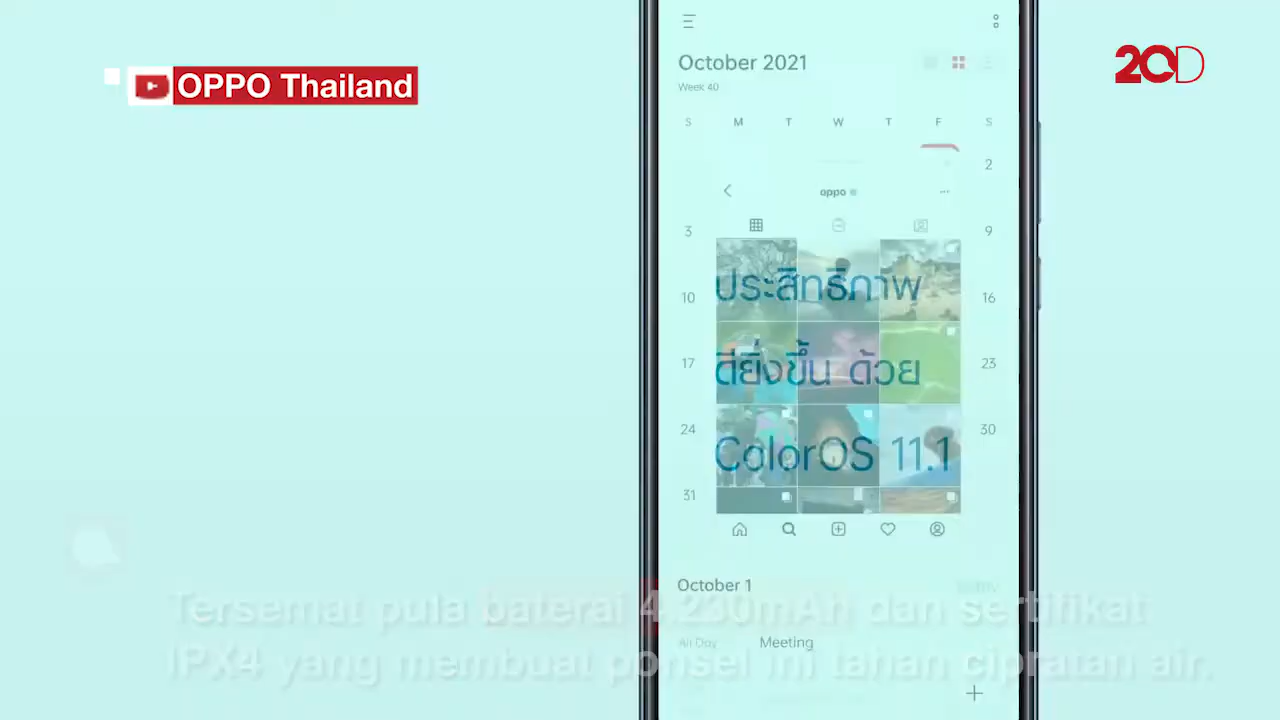 OPPO Thailand
20D
October 2021
Week 40
S M T W T F S
2
oppo
3 9
10 16
17 23
24 30
31
ประสิทธิภาพ
ดียิ่งขึ้น ด้วย
ColorOS 11.1
October 1
All Day Meeting
Tersemat pula baterai 4.230mAh dan sertifikat
IPX4 yang membuat ponsel ini tahan cipratan air.